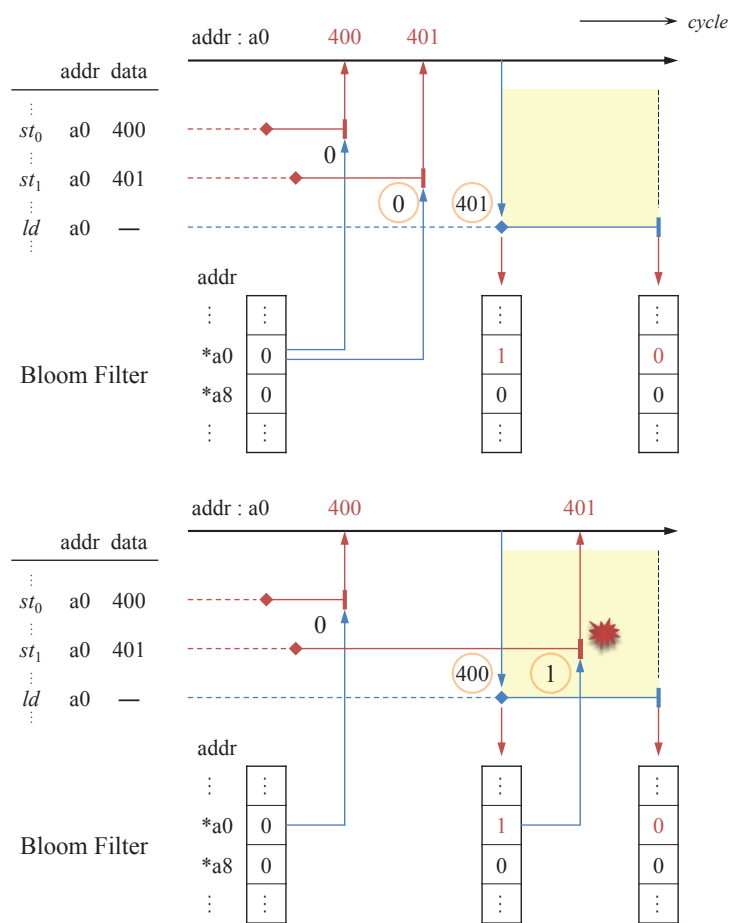 cycle
addr : a0 400 401
addr data
⋮
st0 a0 400
0
⋮
st1 a0 401
0 401
⋮
ld a0 —
⋮
addr
⋮ ⋮ ⋮ ⋮
*a0 0 1 0
Bloom Filter
*a8 0 0 0
⋮ ⋮ ⋮ ⋮
addr : a0 400 401
addr data
⋮
st0 a0 400
0
⋮
st1 a0 401
400 1
⋮
ld a0 —
⋮
addr
⋮ ⋮ ⋮ ⋮
*a0 0 1 0
Bloom Filter
*a8 0 0 0
⋮ ⋮ ⋮ ⋮